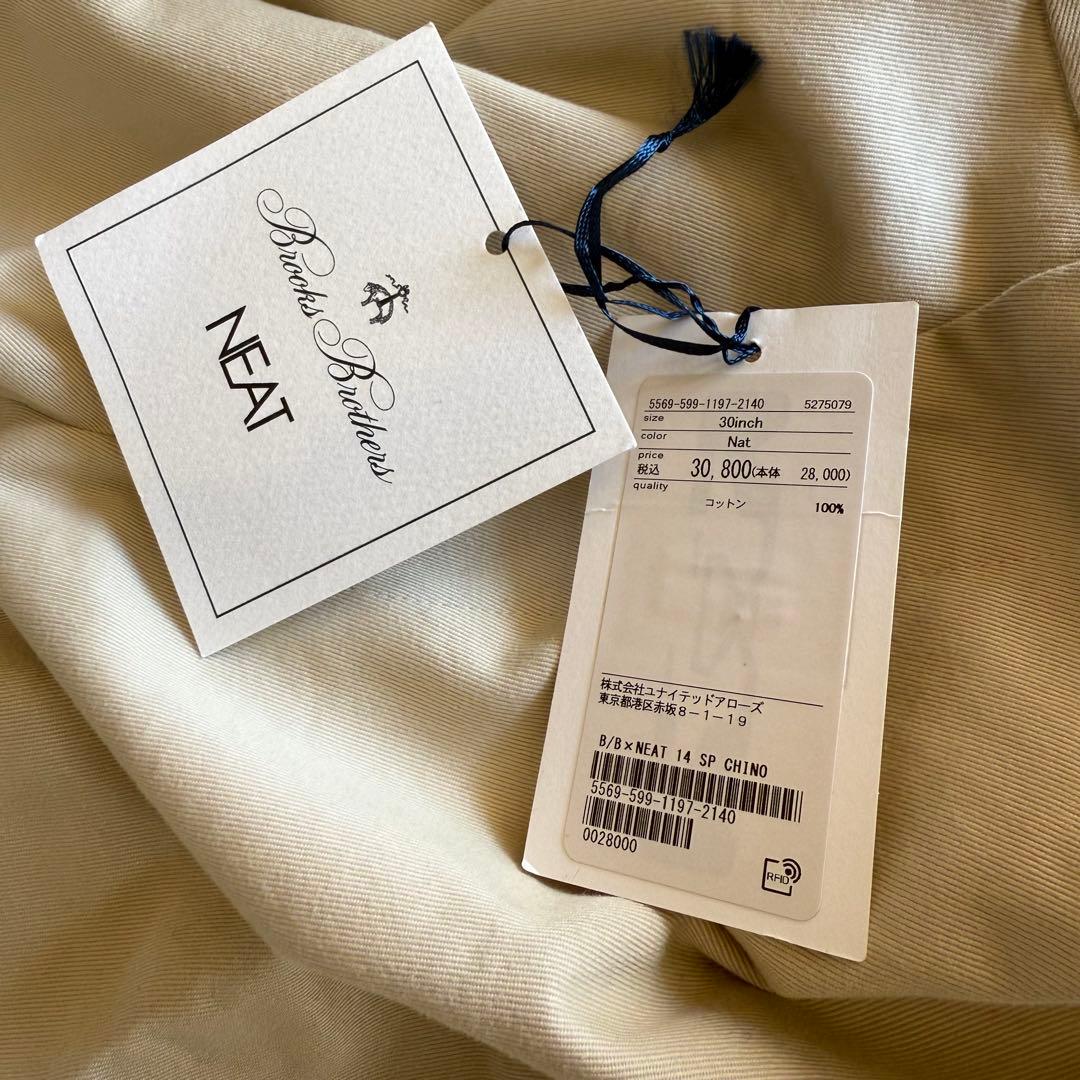 Brooks Brothers
NEAT
5569-599-1197-2140 5275079
size 30inch
color Nat
price
税込 30,800(本体 28,000)
quality
コットン 100%
株式会社ユナイテッドアローズ
東京都港区赤坂8-1-19
B/B×NEAT 14 SP CHINO
5569-599-1197-2140
0028000
RFID